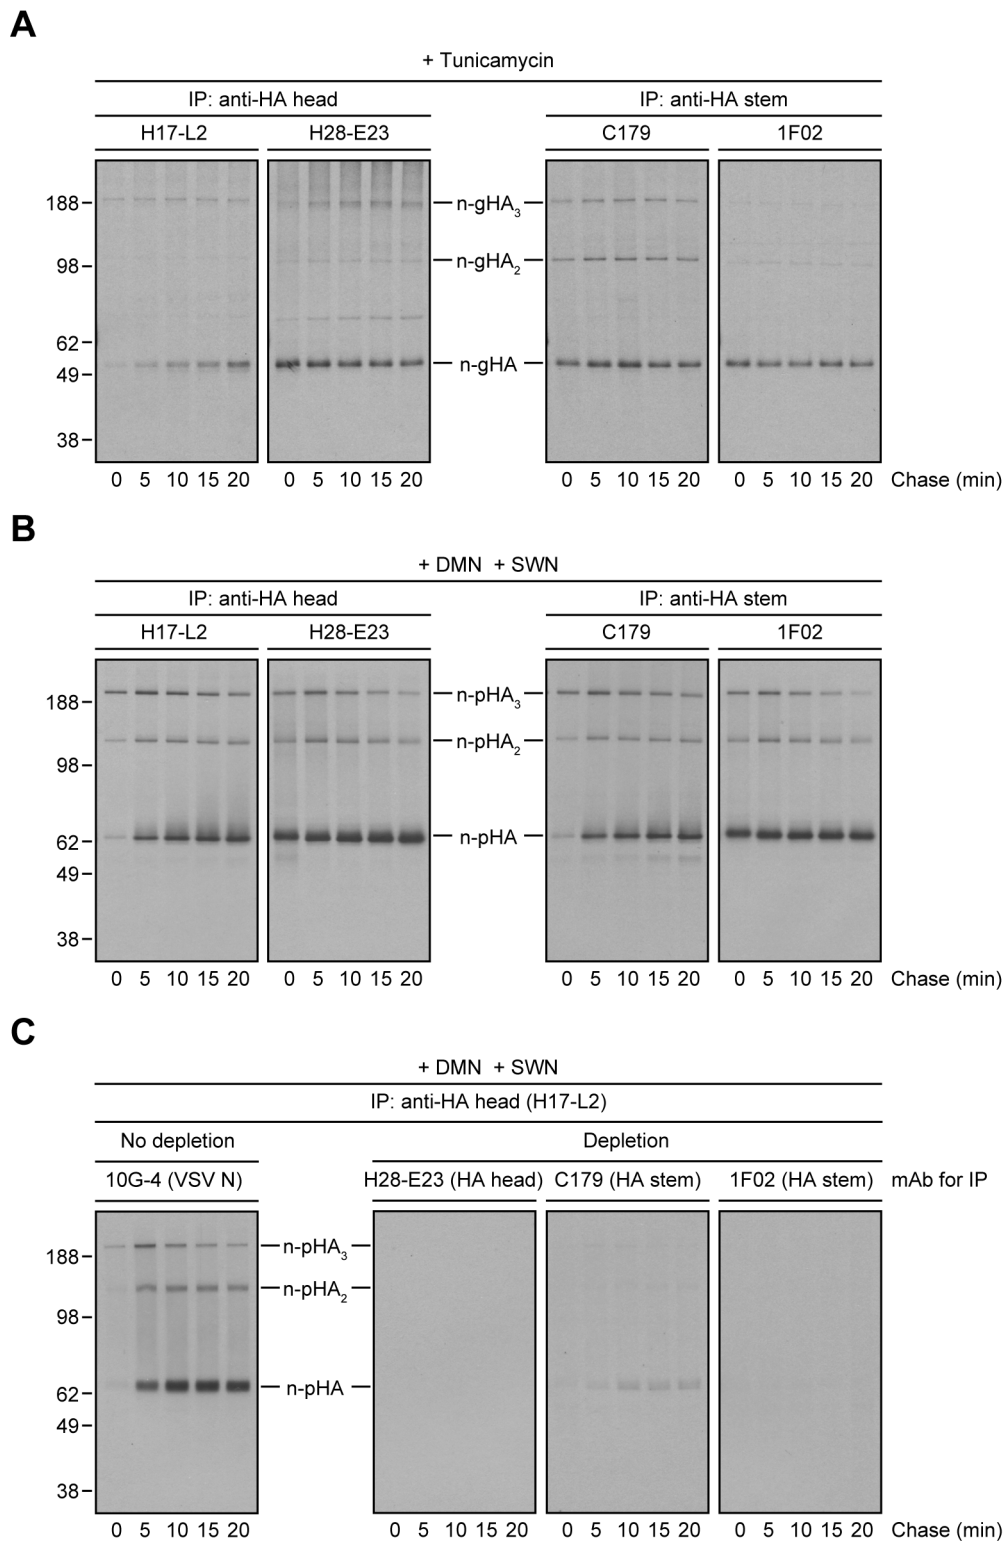 A
+ Tunicamycin
IP: anti-HA head IP: anti-HA stem
H17-L2 H28-E23 C179 1F02
188 n-gHA3
98 n-gHA2
62
n-gHA
49
38
0 5 10 15 20 0 5 10 15 20 0 5 10 15 20 0 5 10 15 20 Chase (min)
B
+ DMN + SWN
IP: anti-HA head IP: anti-HA stem
H17-L2 H28-E23 C179 1F02
188 n-pHA3
n-pHA2
98
62 n-pHA
49
38
0 5 10 15 20 0 5 10 15 20 0 5 10 15 20 0 5 10 15 20 Chase (min)
C
+ DMN + SWN
IP: anti-HA head (H17-L2)
No depletion Depletion
10G-4 (VSV N) H28-E23 (HA head) C179 (HA stem) 1F02 (HA stem) mAb for IP
188 n-pHA3
n-pHA2
98
62 n-pHA
49
38
0 5 10 15 20 0 5 10 15 20 0 5 10 15 20 0 5 10 15 20 Chase (min)